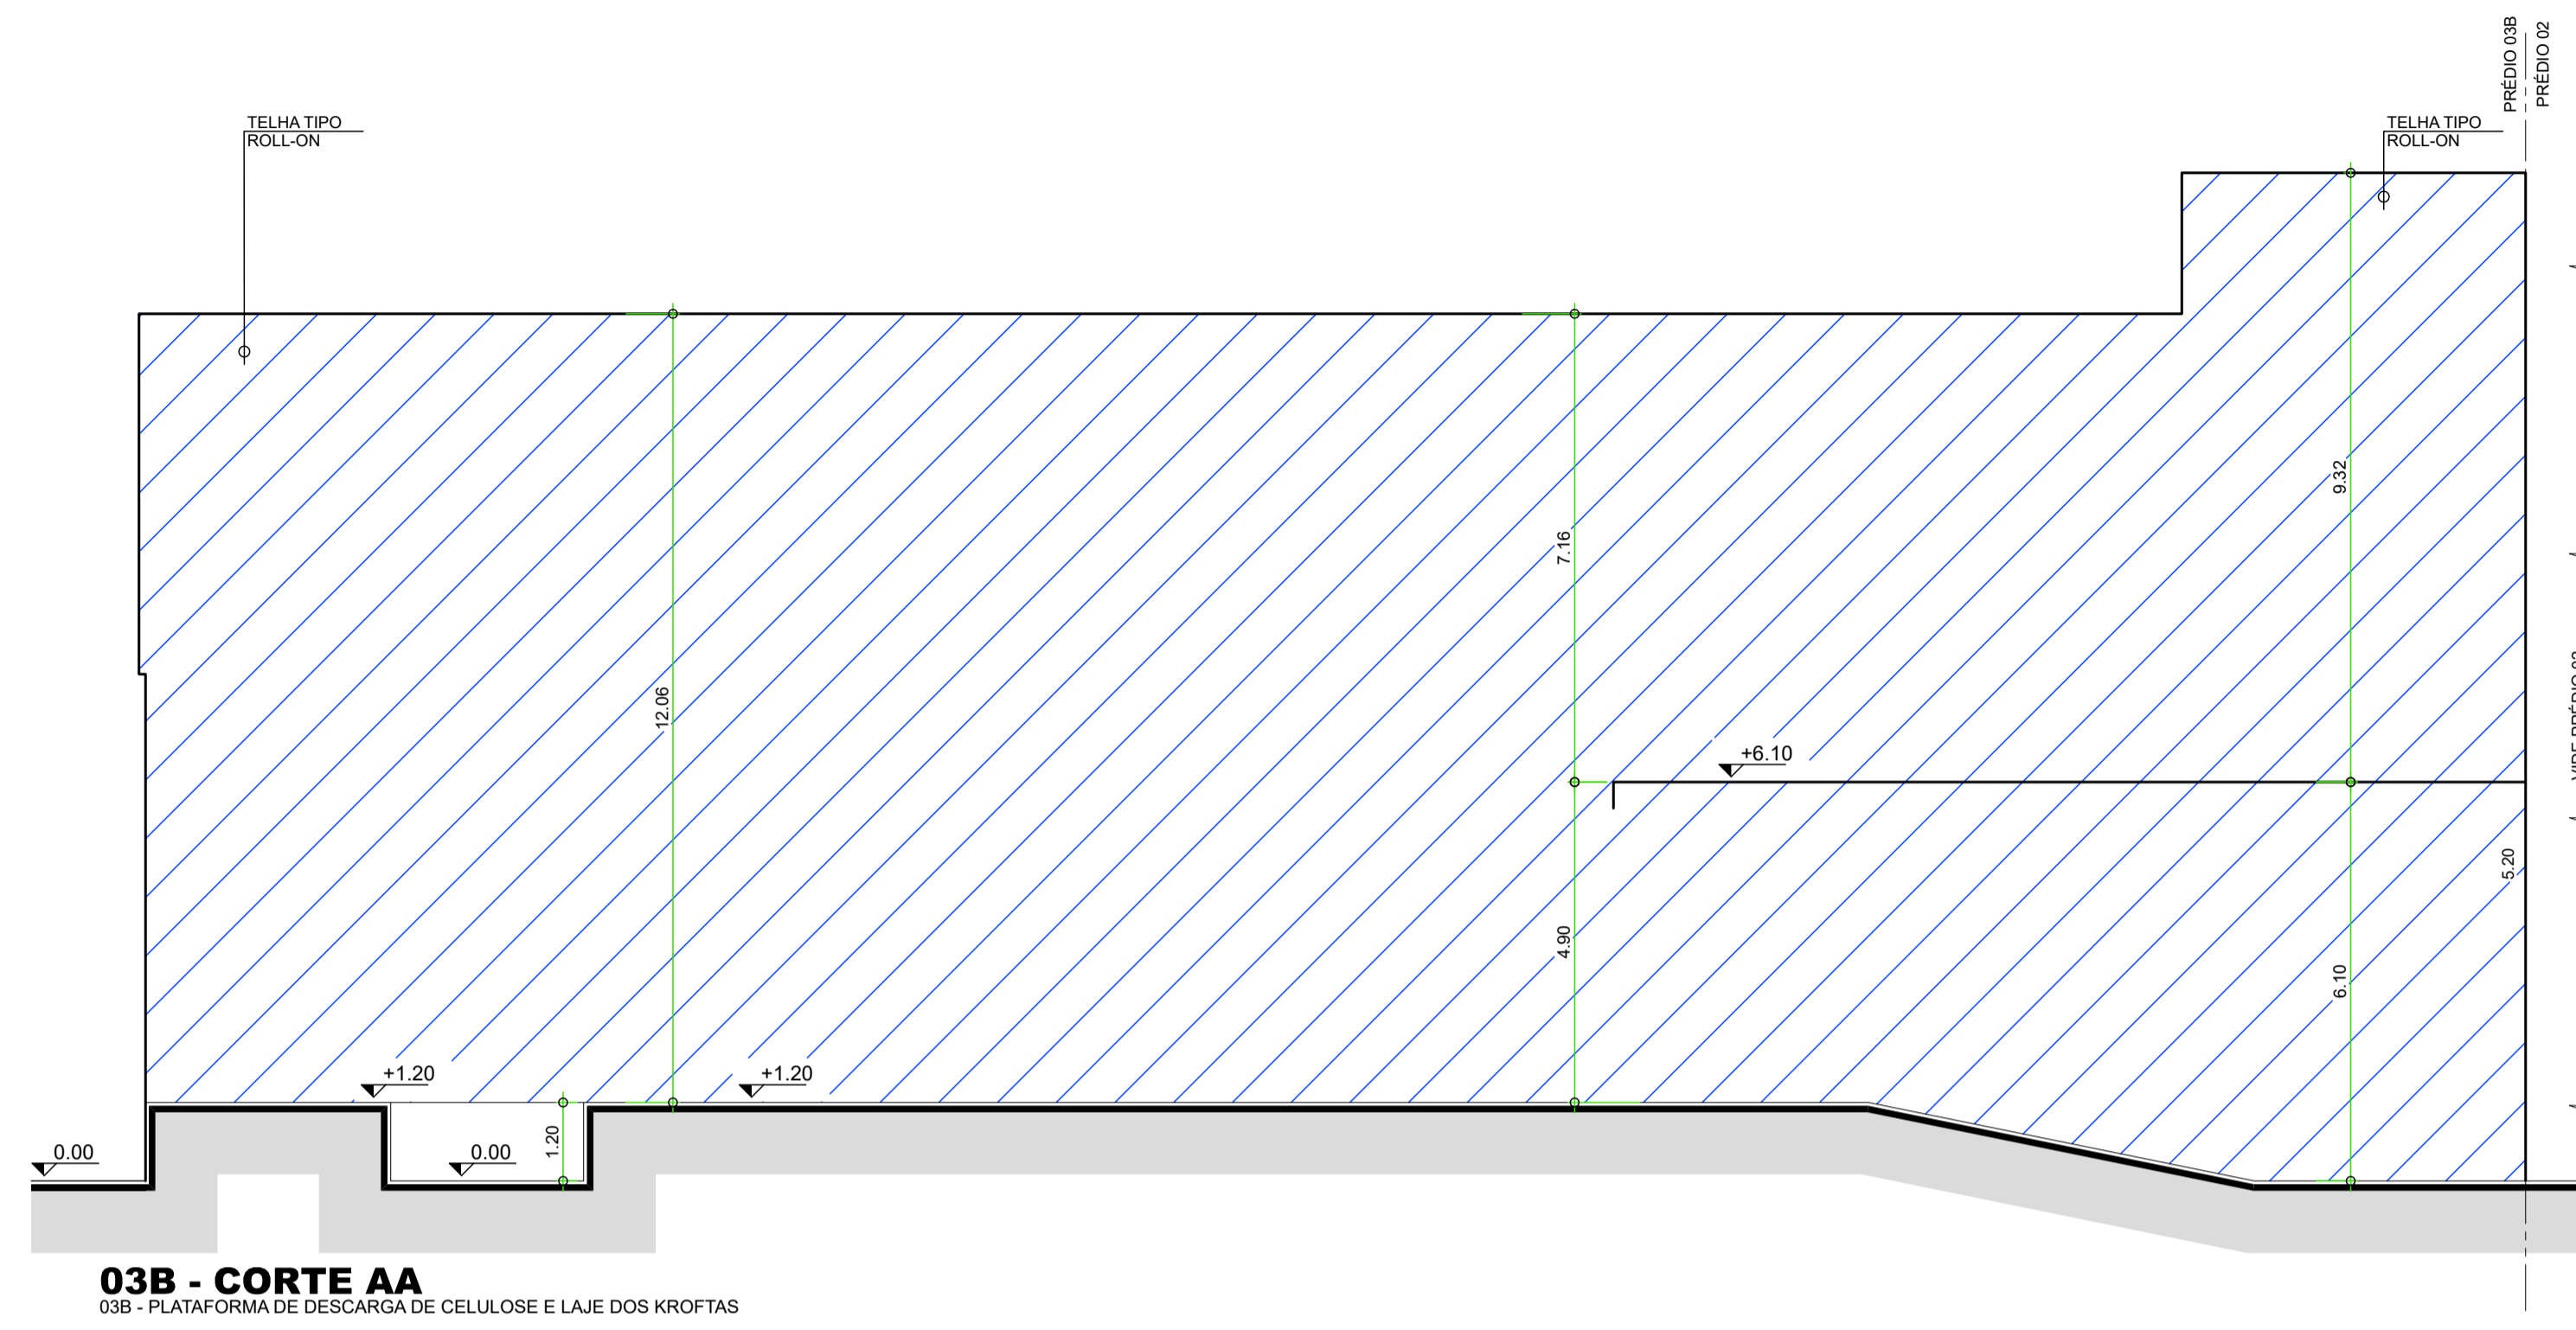 PRÉDIO 03B
PRÉDIO 02
TELHA TIPO
ROLL-ON
TELHA TIPO
ROLL-ON
9.32
7.16
12.06
+6.10
5.20
4.90
6.10
+1.20
+1.20
1.20
0.00
0.00
03B - CORTE AA
03B - PLATAFORMA DE DESCARGA DE CELULOSE E LAJE DOS KROFTAS